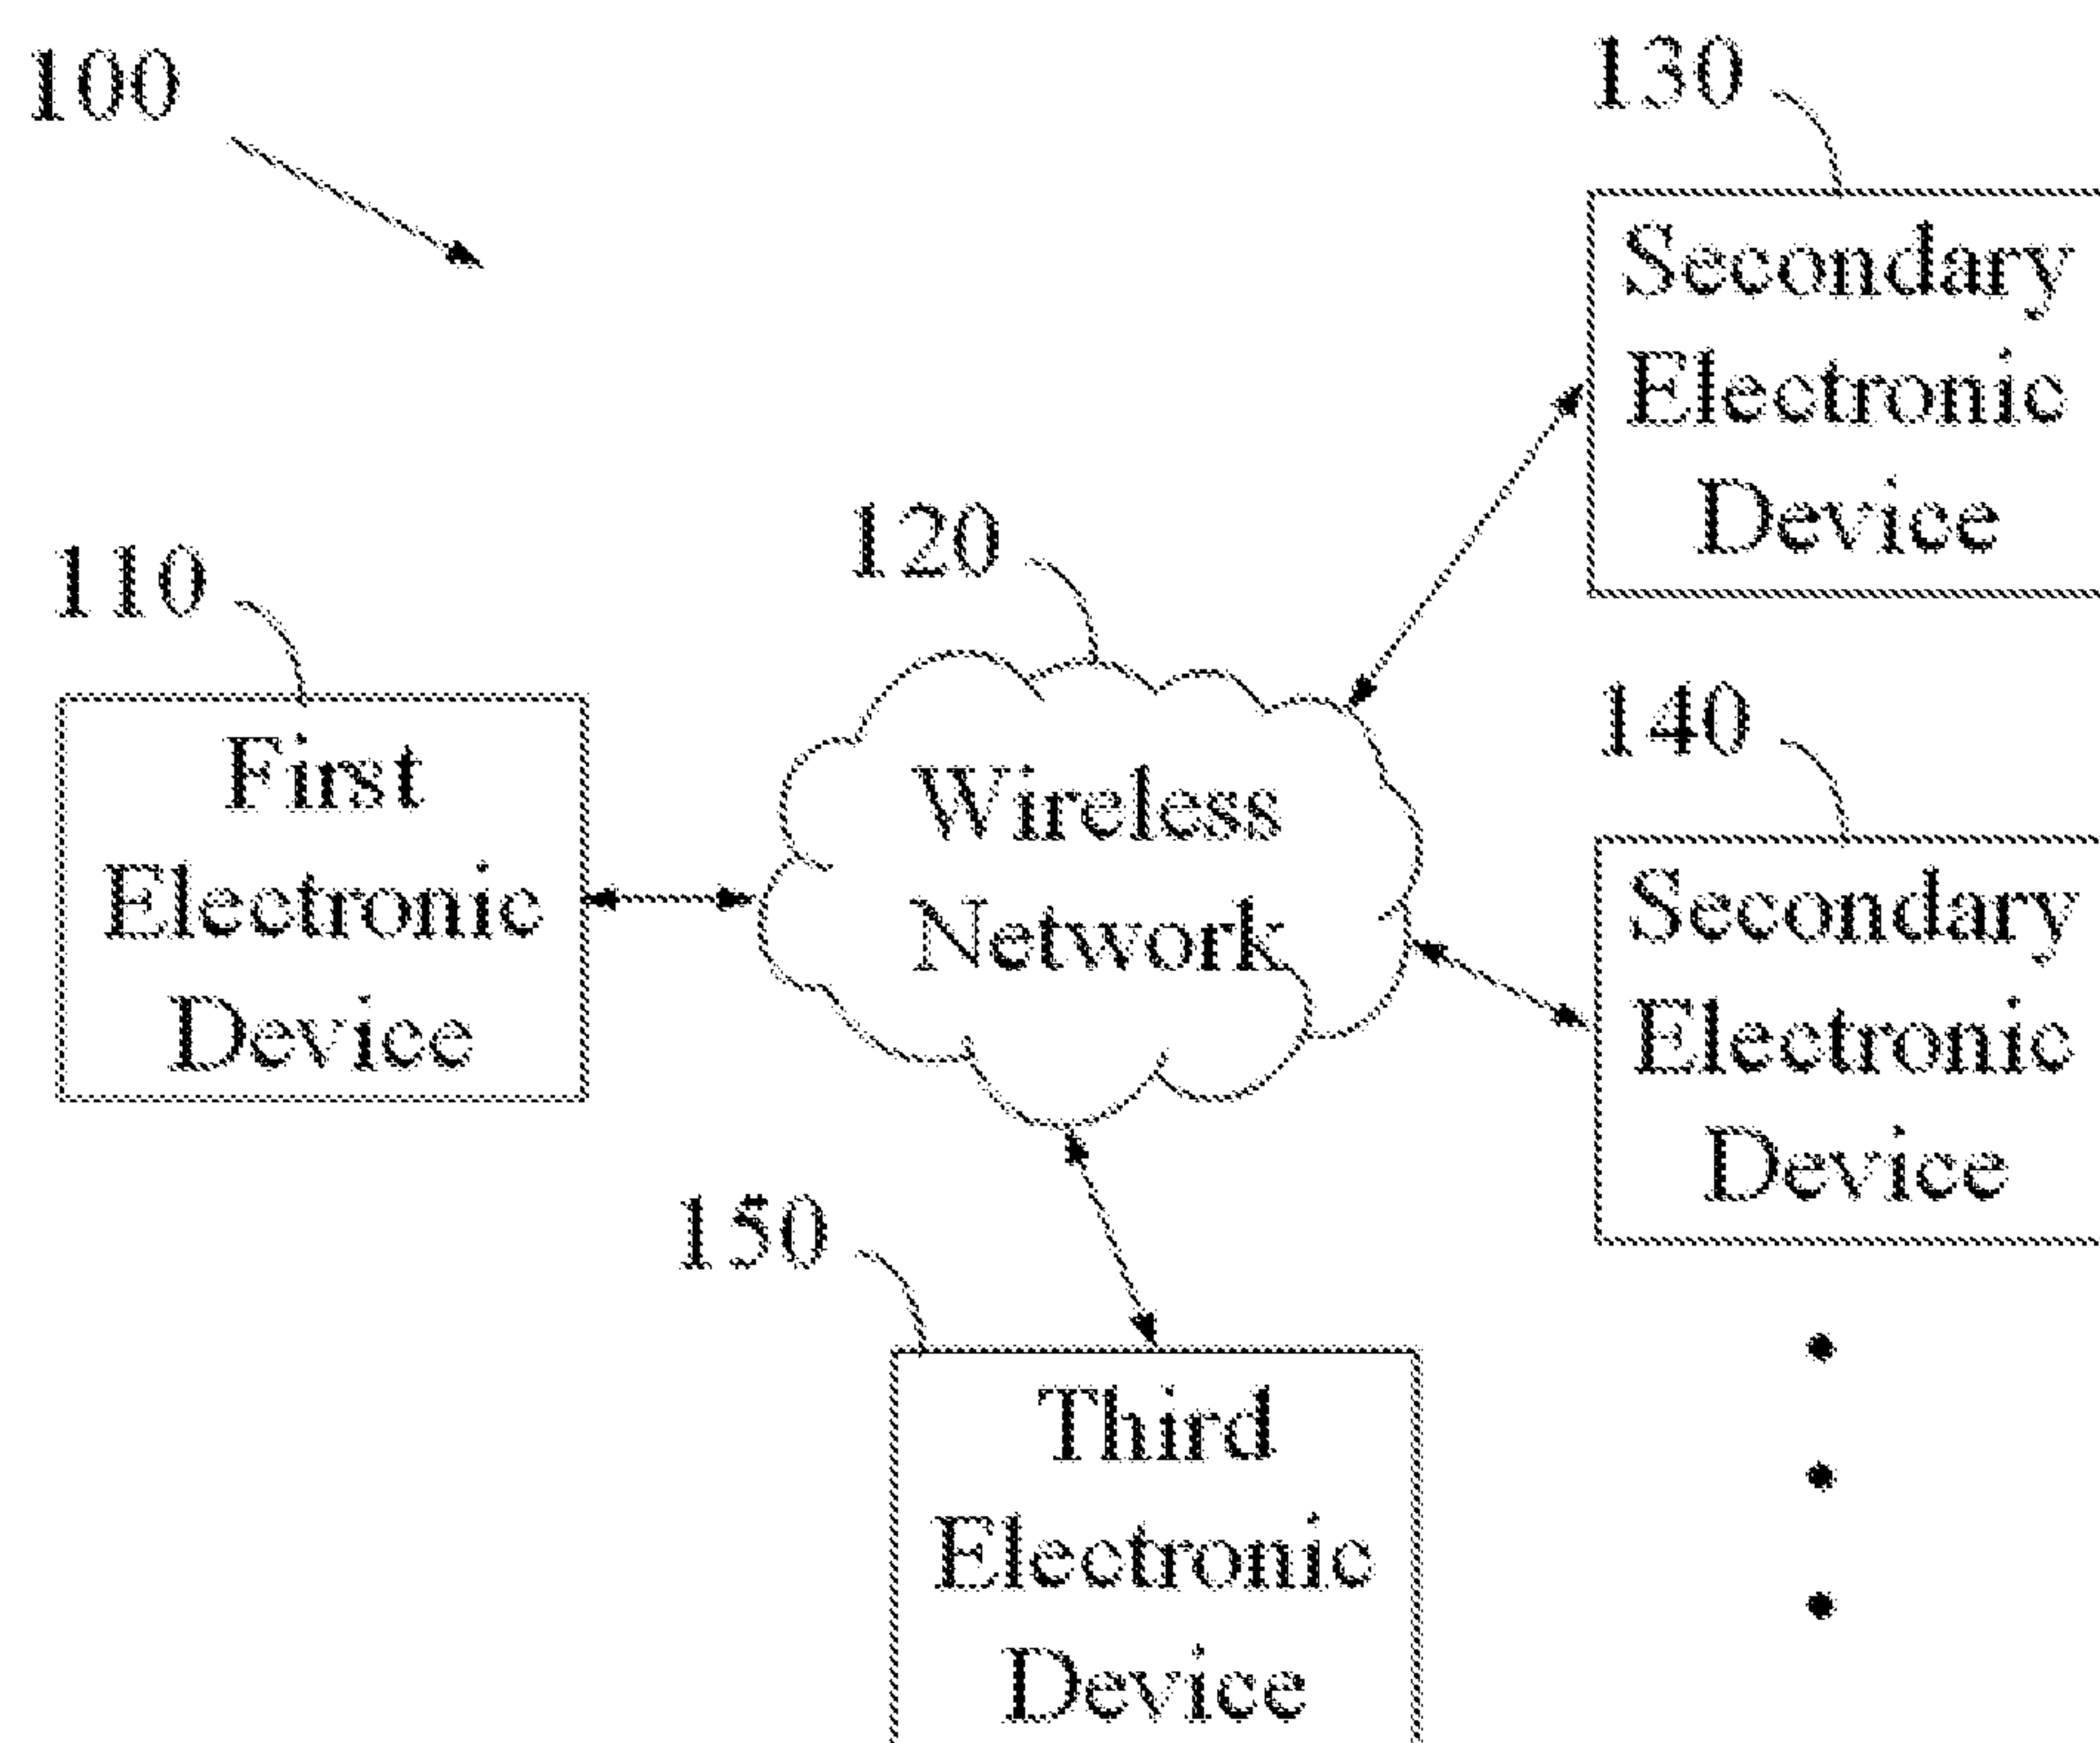 100
130
Secondary
Electronic
Device
120
110
First
Electronic
Device
Wireless
Network
140
Secondary
Electronic
Device
150
Third
Electronic
Device